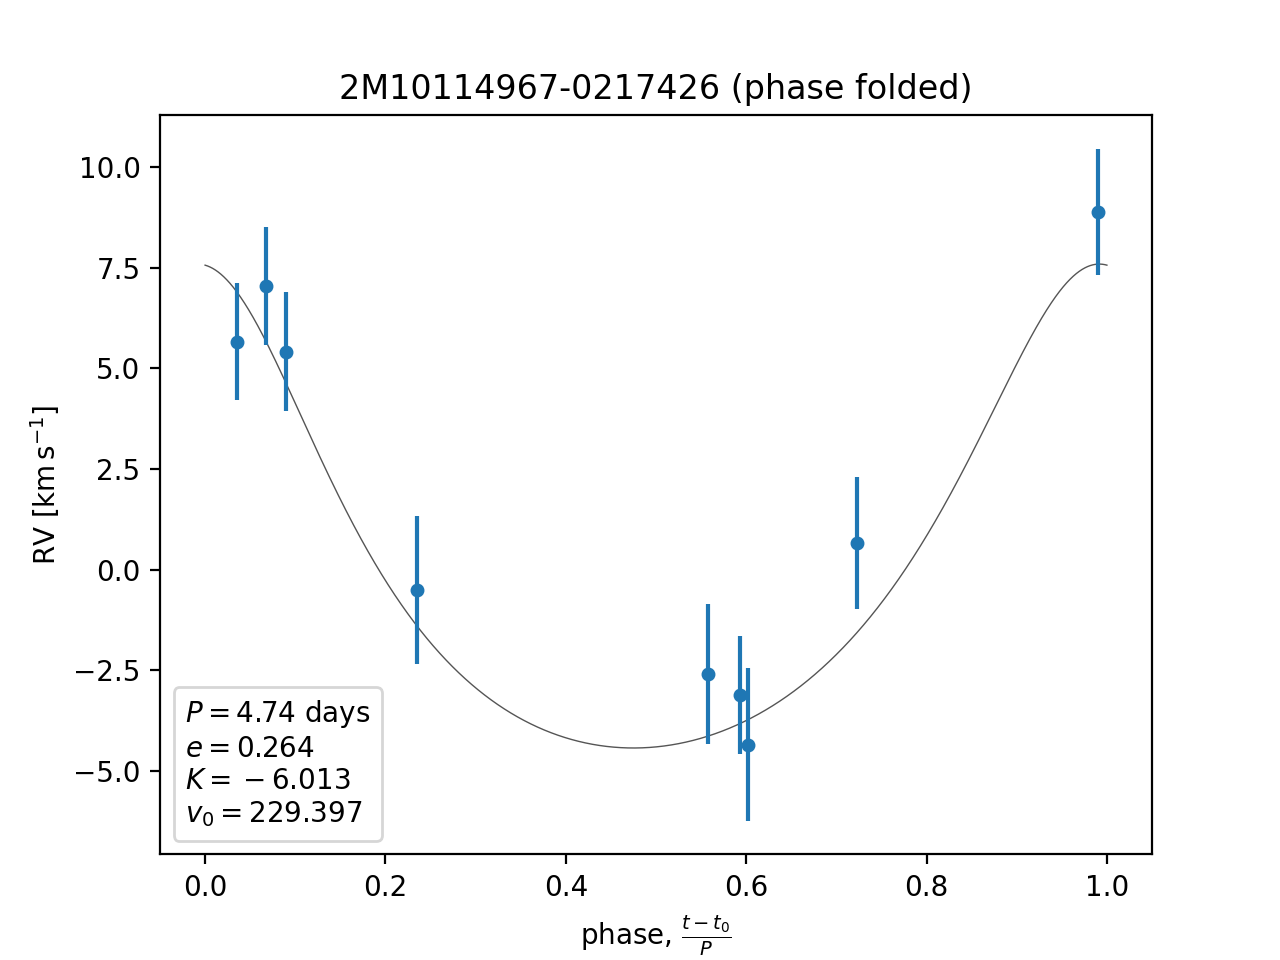 2M10114967-0217426 (phase folded)
RV [km s⁻¹]
10.0
7.5
5.0
2.5
0.0
−2.5
−5.0
P = 4.74 days
e = 0.264
K = −6.013
v₀ = 229.397
0.0 0.2 0.4 0.6 0.8 1.0
phase, (t − t₀)/P